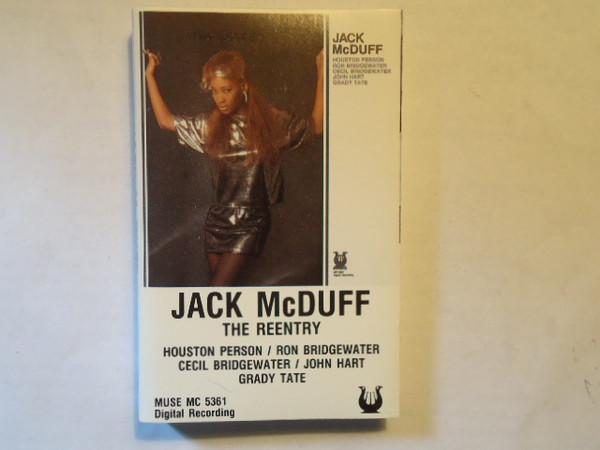 JACK
McDUFF
HOUSTON PERSON
RON BRIDGEWATER
CECIL BRIDGEWATER
JOHN HART
GRADY TATE
JACK McDUFF
THE REENTRY
HOUSTON PERSON / RON BRIDGEWATER
CECIL BRIDGEWATER / JOHN HART
GRADY TATE
MUSE MC 5361
Digital Recording